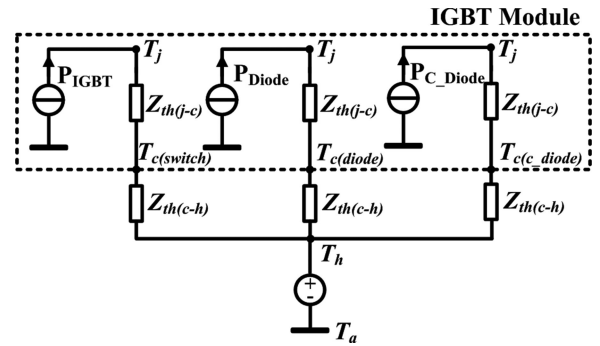 IGBT Module
T_j T_j T_j
P_IGBT P_Diode P_C_Diode
Z_th(j-c) Z_th(j-c) Z_th(j-c)
T_c(switch) T_c(diode) T_c(c_diode)
Z_th(c-h) Z_th(c-h) Z_th(c-h)
T_h
+
-
T_a